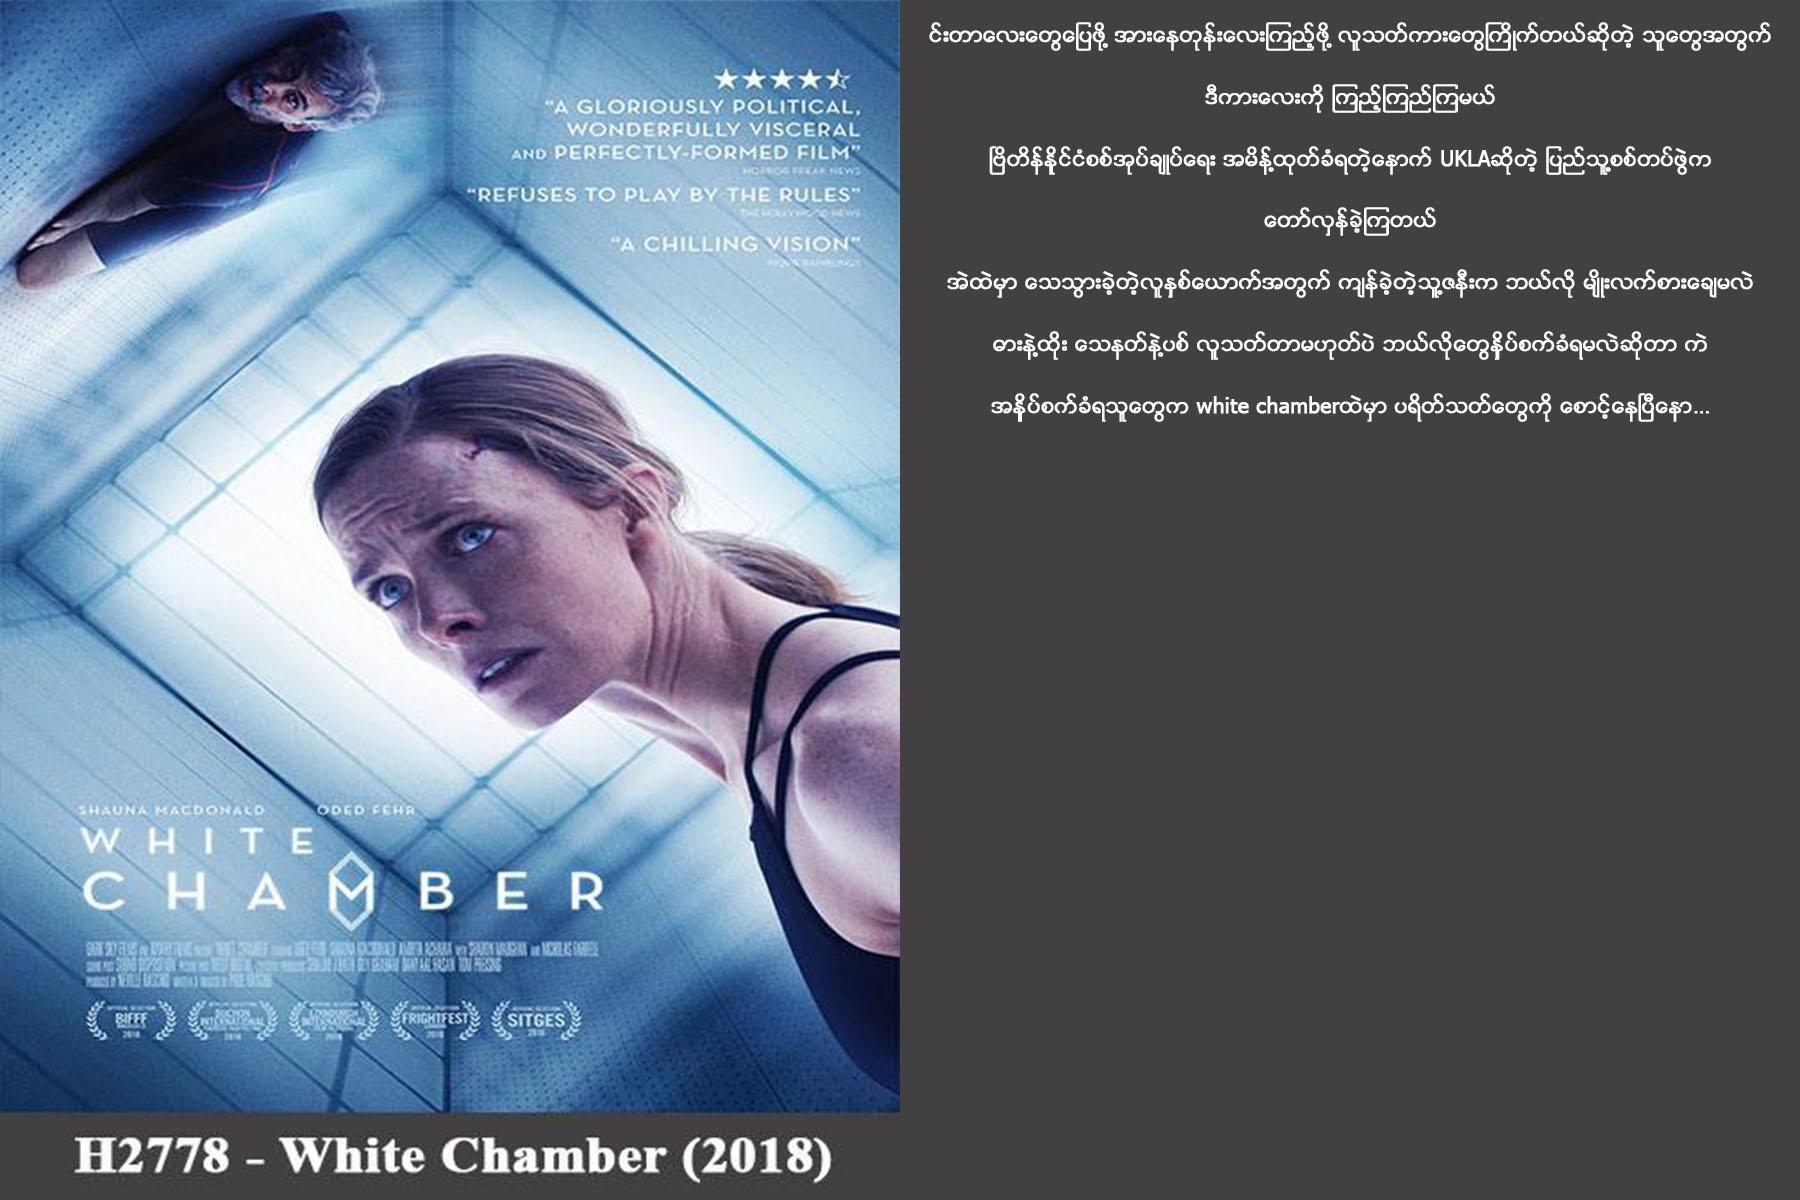 "A GLORIOUSLY POLITICAL,
WONDERFULLY VISCERAL
AND PERFECTLY-FORMED FILM"
HORROR FREAK NEWS
"REFUSES TO PLAY BY THE RULES"
THE HOLLYWOOD NEWS
"A CHILLING VISION"
SHAUNA MACDONALD ODED FEHR
WHITE
CHAMBER
BIFFF
INTERNATIONAL
INTERNATIONAL
FRIGHTFEST
SITGES
H2778 - White Chamber (2018)
င်းတာလေးတွေပြေဖို့ အားနေတုန်းလေးကြည့်ဖို့ လူသတ်ကားတွေကြိုက်တယ်ဆိုတဲ့ သူတွေအတွက်
ဒီကားလေးကို ကြည့်ကြည်ကြမယ်
ဗြိတိန်နိုင်ငံစစ်အုပ်ချုပ်ရေး အမိန့်ထုတ်ခံရတဲ့နောက် UKLAဆိုတဲ့ ပြည်သူ့စစ်တပ်ဖွဲ့က
တော်လှန်ခဲ့ကြတယ်
အဲထဲမှာ သေသွားခဲ့တဲ့လူနှစ်ယောက်အတွက် ကျန်ခဲ့တဲ့သူ့ဇနီးက ဘယ်လို မျိုးလက်စားချေမလဲ
ဓားနဲ့ထိုး သေနတ်နဲ့ပစ် လူသတ်တာမဟုတ်ပဲ ဘယ်လိုတွေနှိပ်စက်ခံရမလဲဆိုတာ ကဲ
အနှိပ်စက်ခံရသူတွေက white chamberထဲမှာ ပရိတ်သတ်တွေကို စောင့်နေပြီနော...